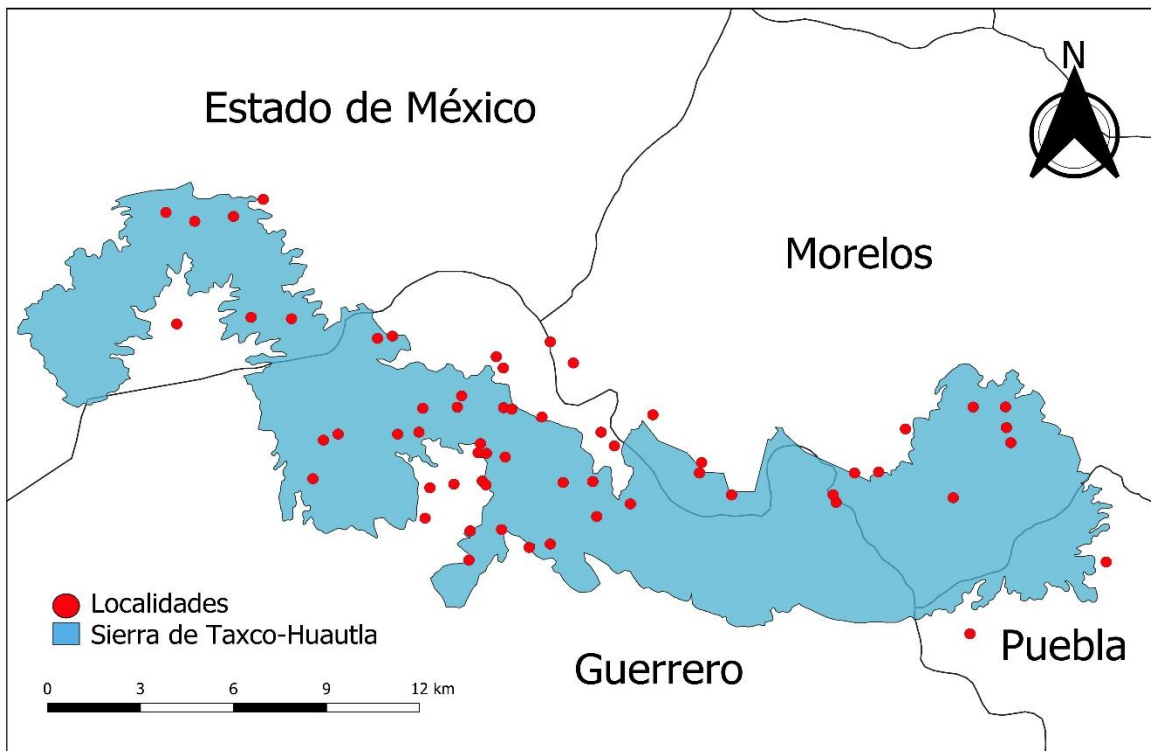 N
Estado de México
Morelos
Localidades
Sierra de Taxco-Huautla
Guerrero
Puebla
0 3 6 9 12 km